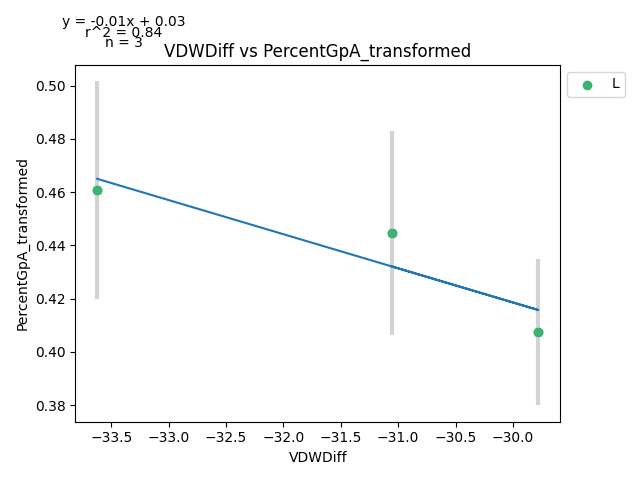 y = -0.01x + 0.03
r^2 = 0.84
n = 3
VDWDiff vs PercentGpA_transformed
L
PercentGpA_transformed
0.50
0.48
0.46
0.44
0.42
0.40
0.38
−33.5 −33.0 −32.5 −32.0 −31.5 −31.0 −30.5 −30.0
VDWDiff